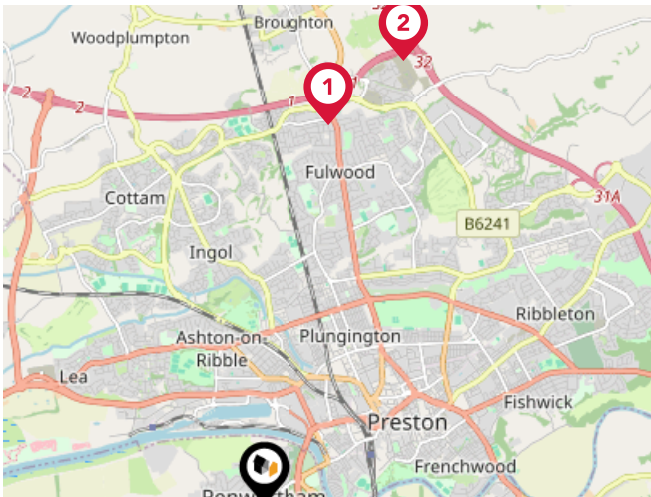 Broughton
Woodplumpton
2
32
2
2
1
1
Fulwood
Cottam
31A
B6241
Ingol
Ribbleton
Ashton-on-
Ribble
Plungington
Lea
Fishwick
Preston
Frenchwood